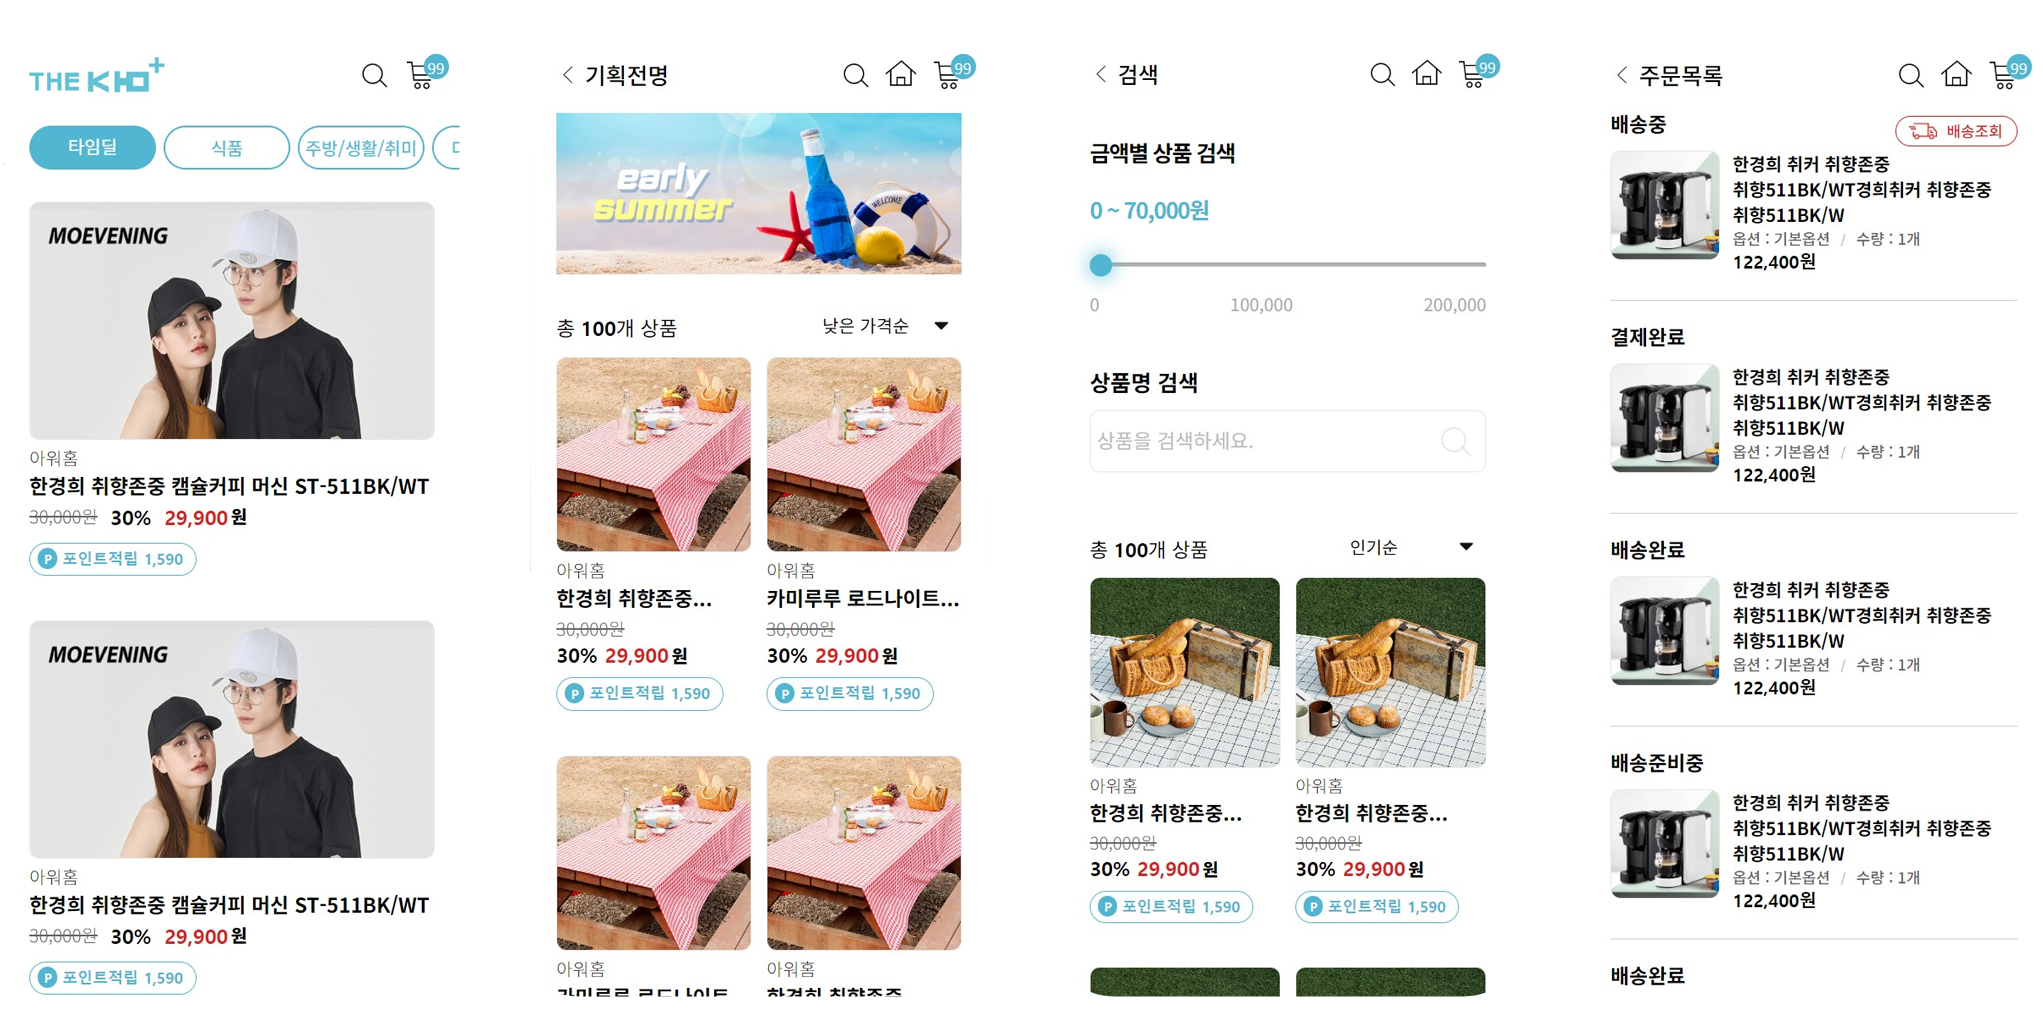 THE KHO+
99
타임딜
식품
주방/생활/취미
MOEVENING
아워홈
한경희 취향존중 캠슐커피 머신 ST-511BK/WT
30,000원 30% 29,900원
P 포인트적립 1,590
MOEVENING
아워홈
한경희 취향존중 캠슐커피 머신 ST-511BK/WT
30,000원 30% 29,900원
P 포인트적립 1,590
기획전명
99
early
summer
WELCOME
총 100개 상품
낮은 가격순
아워홈
한경희 취향존중...
30,000원
30% 29,900원
P 포인트적립 1,590
아워홈
카미루루 로드나이트...
30,000원
30% 29,900원
P 포인트적립 1,590
아워홈
아워홈
검색
99
금액별 상품 검색
0 ~ 70,000원
0
100,000
200,000
상품명 검색
상품을 검색하세요.
총 100개 상품
인기순
아워홈
한경희 취향존중...
30,000원
30% 29,900원
P 포인트적립 1,590
아워홈
한경희 취향존중...
30,000원
30% 29,900원
P 포인트적립 1,590
주문목록
99
배송중
배송조회
한경희 취커 취향존중
취향511BK/WT경희취커 취향존중
취향511BK/W
옵션 : 기본옵션 / 수량 : 1개
122,400원
결제완료
한경희 취커 취향존중
취향511BK/WT경희취커 취향존중
취향511BK/W
옵션 : 기본옵션 / 수량 : 1개
122,400원
배송완료
한경희 취커 취향존중
취향511BK/WT경희취커 취향존중
취향511BK/W
옵션 : 기본옵션 / 수량 : 1개
122,400원
배송준비중
한경희 취커 취향존중
취향511BK/WT경희취커 취향존중
취향511BK/W
옵션 : 기본옵션 / 수량 : 1개
122,400원
배송완료